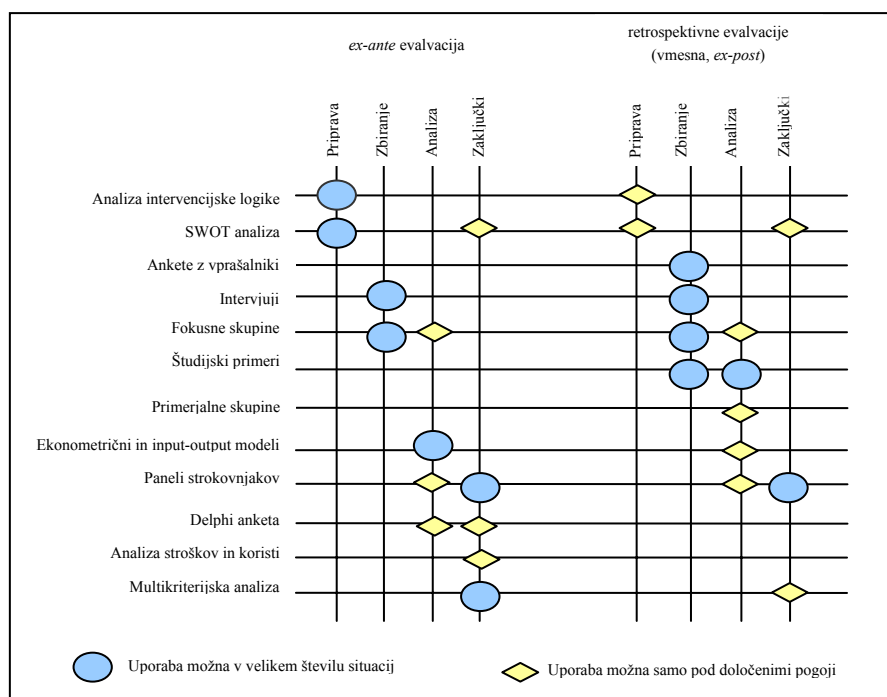 ex-ante evalvacija
retrospektivne evalvacije
(vmesna, ex-post)
Priprava
Zbiranje
Analiza
Zaključki
Priprava
Zbiranje
Analiza
Zaključki
Analiza intervencijske logike
SWOT analiza
Ankete z vprašalniki
Intervjuji
Fokusne skupine
Študijski primeri
Primerjalne skupine
Ekonometrični in input-output modeli
Paneli strokovnjakov
Delphi anketa
Analiza stroškov in koristi
Multikriterijska analiza
Uporaba možna v velikem številu situacij
Uporaba možna samo pod določenimi pogoji